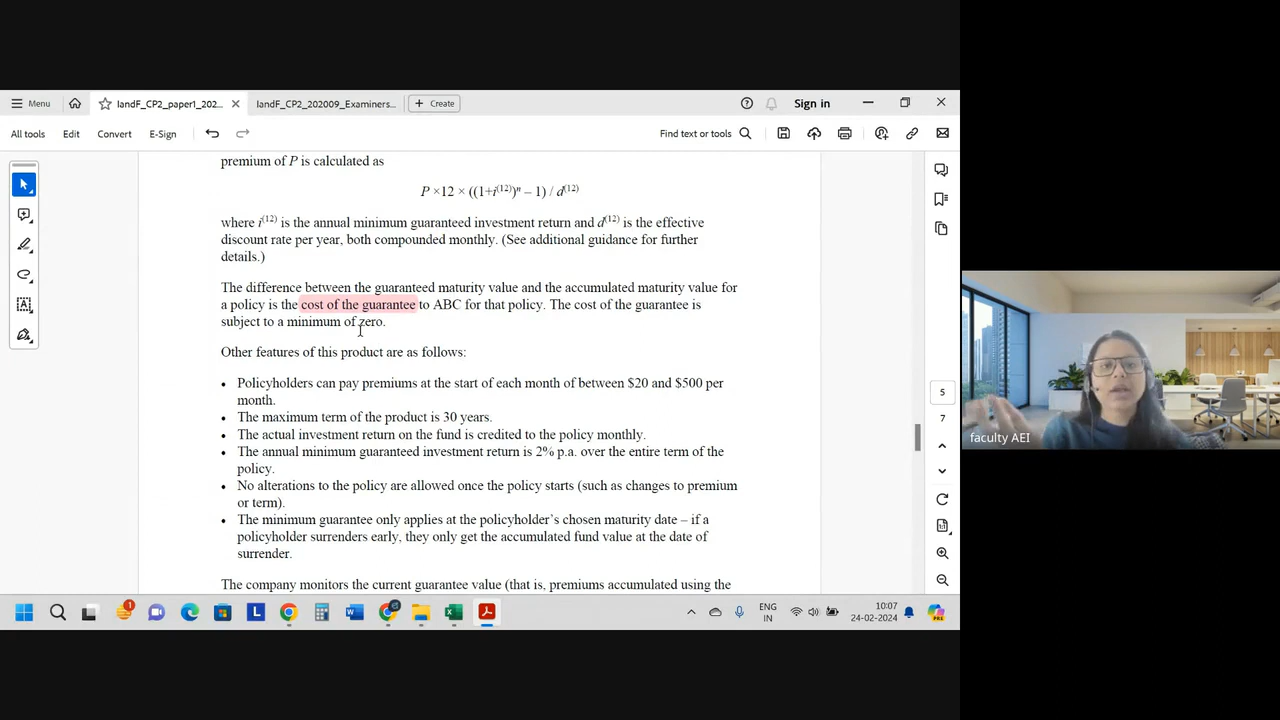 Menu
IandF_CP2_paper1_202...
IandF_CP2_202009_Examiners...
Create
Sign in
All tools
Edit
Convert
E-Sign
Find text or tools
premium of P is calculated as
P ×12 × ((1+i(12))n – 1) / d(12)
where i(12) is the annual minimum guaranteed investment return and d(12) is the effective
discount rate per year, both compounded monthly. (See additional guidance for further
details.)
The difference between the guaranteed maturity value and the accumulated maturity value for
a policy is the cost of the guarantee to ABC for that policy. The cost of the guarantee is
subject to a minimum of zero.
Other features of this product are as follows:
• Policyholders can pay premiums at the start of each month of between $20 and $500 per
month.
• The maximum term of the product is 30 years.
• The actual investment return on the fund is credited to the policy monthly.
• The annual minimum guaranteed investment return is 2% p.a. over the entire term of the
policy.
• No alterations to the policy are allowed once the policy starts (such as changes to premium
or term).
• The minimum guarantee only applies at the policyholder’s chosen maturity date – if a
policyholder surrenders early, they only get the accumulated fund value at the date of
surrender.
The company monitors the current guarantee value (that is, premiums accumulated using the
5
7
faculty AEI
ENG
IN
10:07
24-02-2024